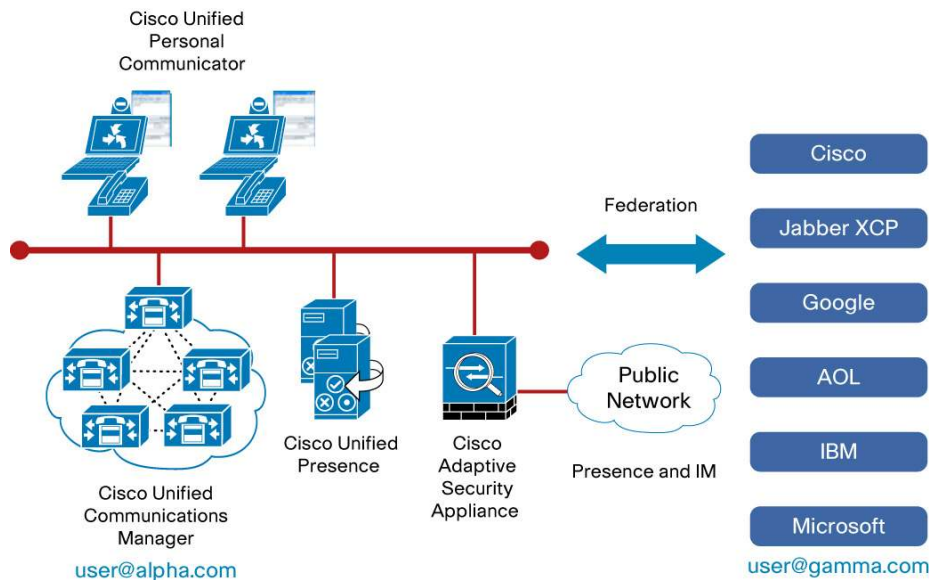 Cisco Unified
Personal
Communicator
Federation
Cisco
Jabber XCP
Google
AOL
IBM
Microsoft
Public
Network
Presence and IM
Cisco Unified
Presence
Cisco
Adaptive
Security
Appliance
Cisco Unified
Communications
Manager
user@alpha.com
user@gamma.com